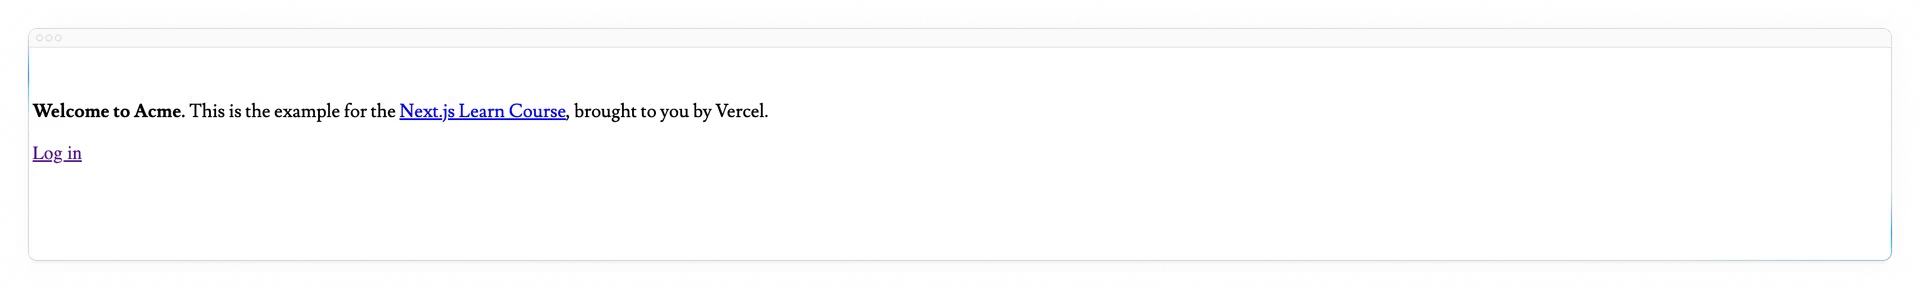 Welcome to Acme. This is the example for the Next.js Learn Course, brought to you by Vercel.
Log in